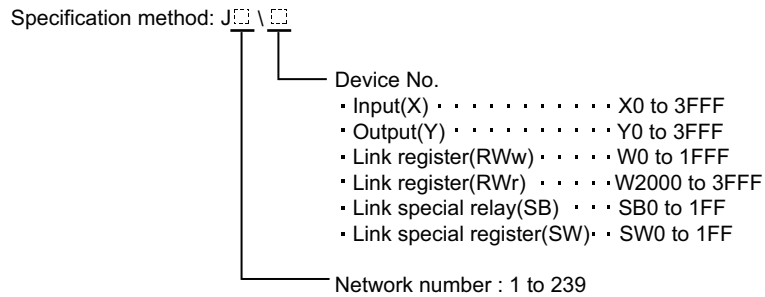 Specification method: J⬚ \ ⬚
Device No.
・Input(X) ・・・・・・・・・・・ X0 to 3FFF
・Output(Y) ・・・・・・・・・・ Y0 to 3FFF
・Link register(RWw) ・・・・・ W0 to 1FFF
・Link register(RWr) ・・・・・ W2000 to 3FFF
・Link special relay(SB) ・・・ SB0 to 1FF
・Link special register(SW)・・ SW0 to 1FF
Network number : 1 to 239